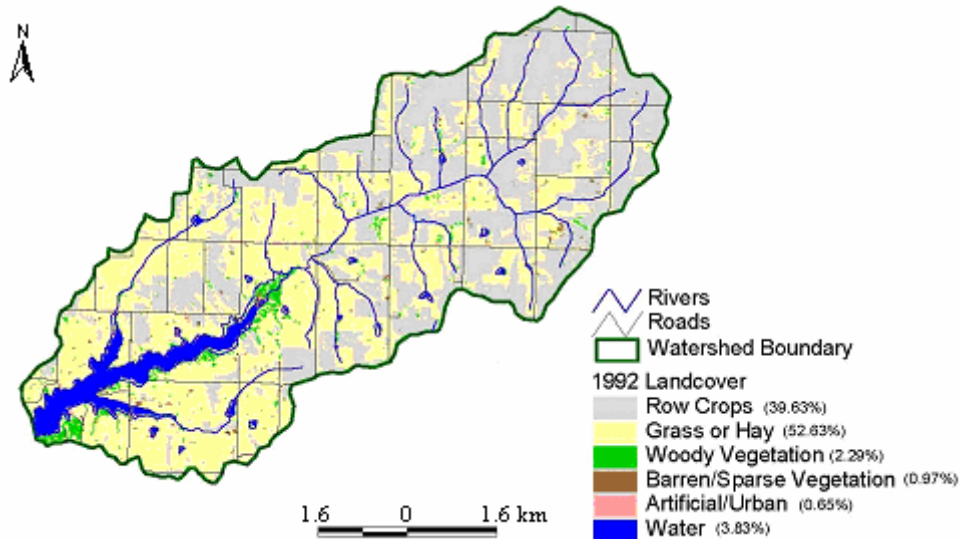 N
Rivers
Roads
Watershed Boundary
1992 Landcover
Row Crops (39.63%)
Grass or Hay (52.63%)
Woody Vegetation (2.29%)
Barren/Sparse Vegetation (0.97%)
Artificial/Urban (0.65%)
Water (3.83%)
1.6 0 1.6 km